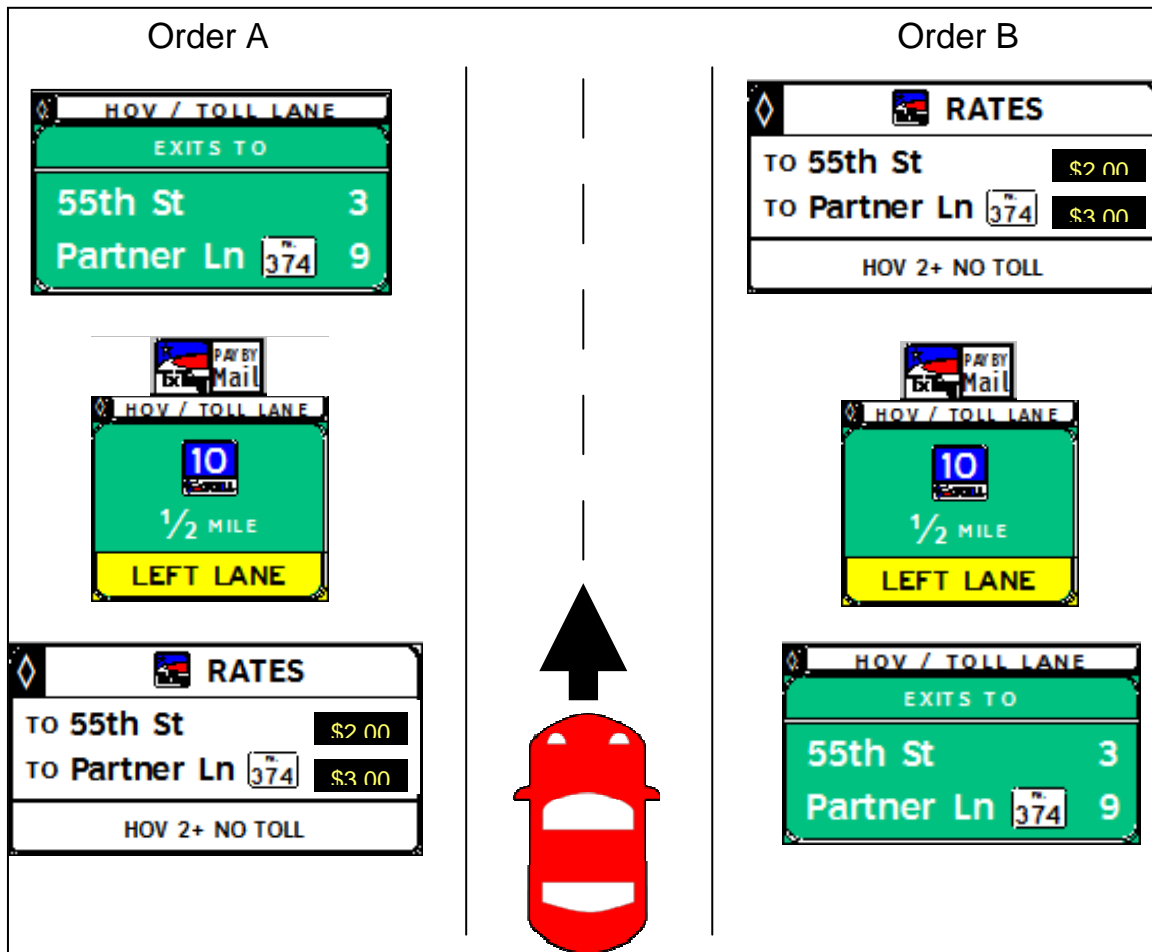 Order A
HOV / TOLL LANE
EXITS TO
55th St 3
Partner Ln 374 9
PAY BY
TxTag Mail
HOV / TOLL LANE
10
TOLL
1/2 MILE
LEFT LANE
RATES
TO 55th St $2.00
TO Partner Ln 374 $3.00
HOV 2+ NO TOLL
Order B
RATES
TO 55th St $2.00
TO Partner Ln 374 $3.00
HOV 2+ NO TOLL
PAY BY
TxTag Mail
HOV / TOLL LANE
10
TOLL
1/2 MILE
LEFT LANE
HOV / TOLL LANE
EXITS TO
55th St 3
Partner Ln 374 9